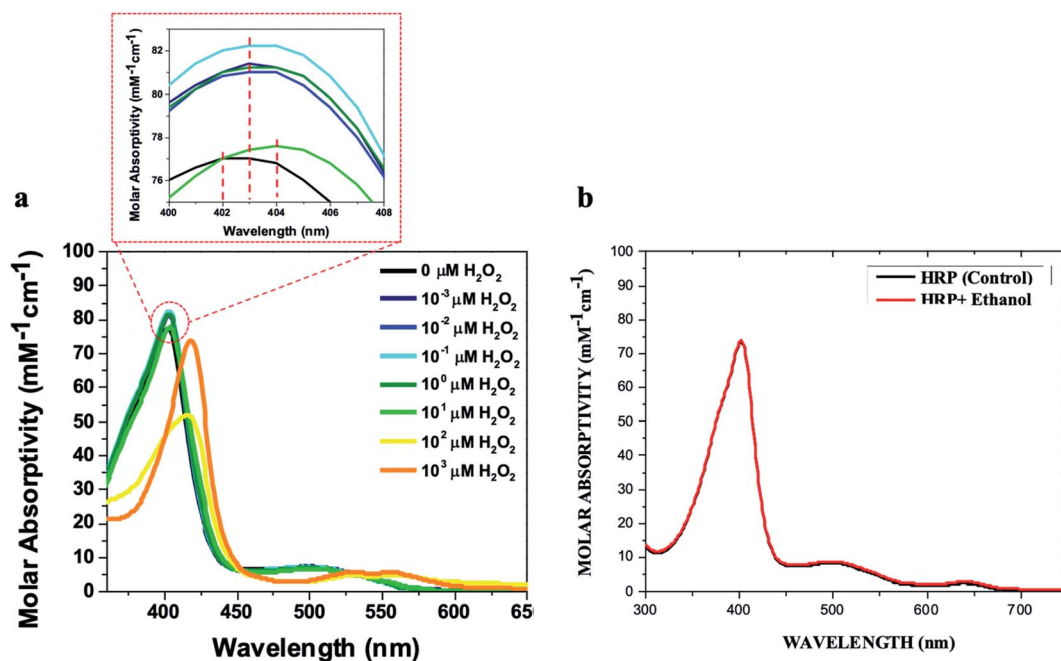 82
80
78
76
Molar Absorptivity (mM⁻¹cm⁻¹)
400 402 404 406 408
Wavelength (nm)
a
100
90
80
70
60
50
40
30
20
10
0
Molar Absorptivity (mM⁻¹cm⁻¹)
0 μM H₂O₂
10⁻³ μM H₂O₂
10⁻² μM H₂O₂
10⁻¹ μM H₂O₂
10⁰ μM H₂O₂
10¹ μM H₂O₂
10² μM H₂O₂
10³ μM H₂O₂
400 450 500 550 600 65
Wavelength (nm)
b
100
90
80
70
60
50
40
30
20
10
0
MOLAR ABSORPTIVITY (mM⁻¹cm⁻¹)
HRP (Control)
HRP+ Ethanol
300 400 500 600 700
WAVELENGTH (nm)